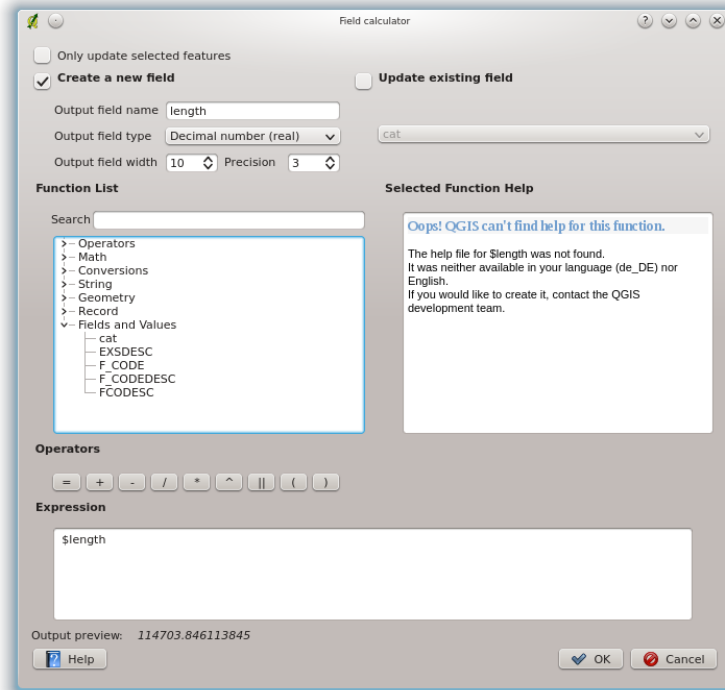 Field calculator
Only update selected features
Create a new field
Update existing field
Output field name length
Output field type Decimal number (real)
cat
Output field width 10 Precision 3
Function List
Selected Function Help
Search
Oops! QGIS can't find help for this function.
The help file for $length was not found.
It was neither available in your language (de_DE) nor
English.
If you would like to create it, contact the QGIS
development team.
Operators
Math
Conversions
String
Geometry
Record
Fields and Values
cat
EXSDESC
F_CODE
F_CODEDESC
FCODESC
Operators
= + - / * ^ || ( )
Expression
$length
Output preview: 114703.846113845
Help
OK
Cancel